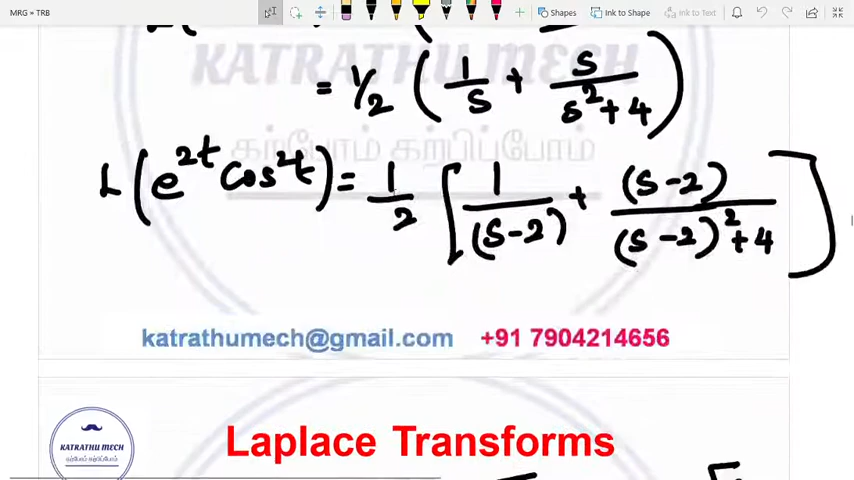 MRG = TRB
Shapes Ink to Shape Ink to Text
KATRATHU MECH
= 1/2 ( 1/s + s/s²+4 )
கற்போம் கற்பிப்போம்
L(e^2t cos²t) = 1/2 [ 1/(s-2) + (s-2)/(s-2)²+4 ]
katrathumech@gmail.com +91 7904214656
KATRATHU MECH
கற்போம் கற்பிப்போம்
Laplace Transforms